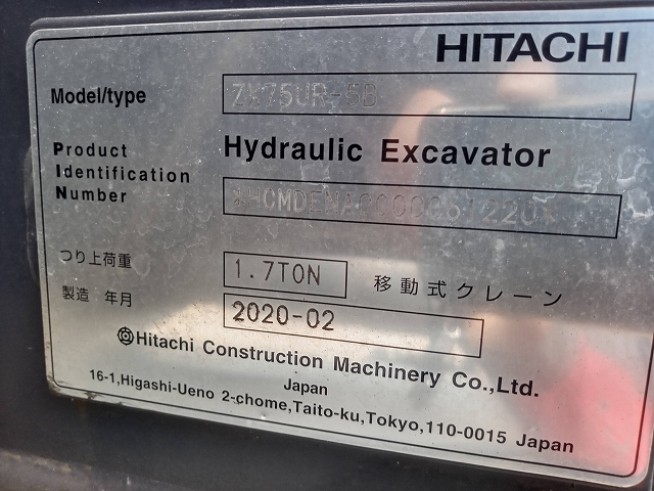 HITACHI
Model/type ZX75UR-5B
Hydraulic Excavator
Product
Identification
Number
つり上荷重 1.7TON 移動式クレーン
製造 年月 2020-02
Hitachi Construction Machinery Co.,Ltd.
Japan
16-1,Higashi-Ueno 2-chome,Taito-ku,Tokyo,110-0015 Japan